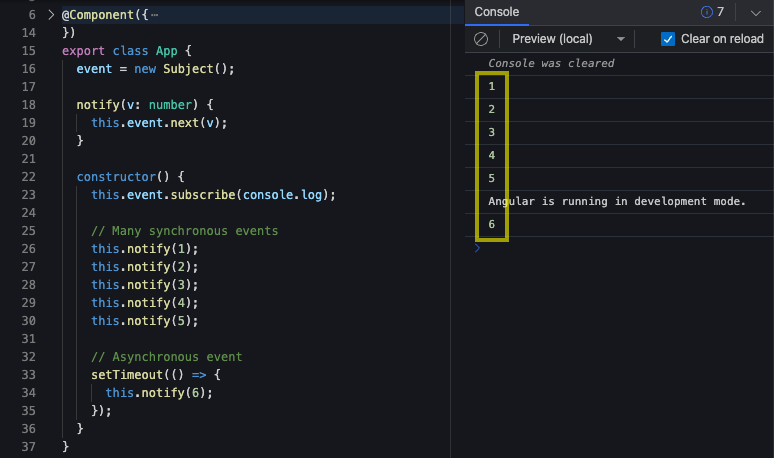 6 > @Component({⋯
14 })
15 export class App {
16 event = new Subject();
17
18 notify(v: number) {
19 this.event.next(v);
20 }
21
22 constructor() {
23 this.event.subscribe(console.log);
24
25 // Many synchronous events
26 this.notify(1);
27 this.notify(2);
28 this.notify(3);
29 this.notify(4);
30 this.notify(5);
31
32 // Asynchronous event
33 setTimeout(() => {
34 this.notify(6);
35 });
36 }
37 }
Console 7
Preview (local) Clear on reload
Console was cleared
1
2
3
4
5
Angular is running in development mode.
6
>